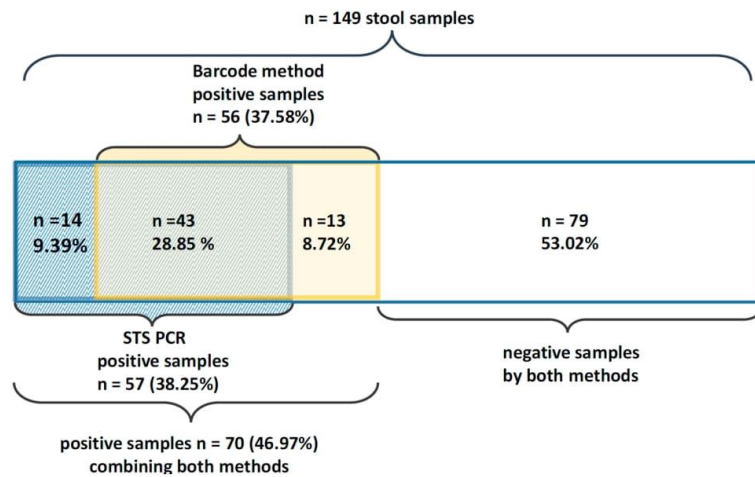 n = 149 stool samples
Barcode method
positive samples
n = 56 (37.58%)
n =14
9.39%
n =43
28.85 %
n =13
8.72%
n = 79
53.02%
STS PCR
positive samples
n = 57 (38.25%)
negative samples
by both methods
positive samples n = 70 (46.97%)
combining both methods